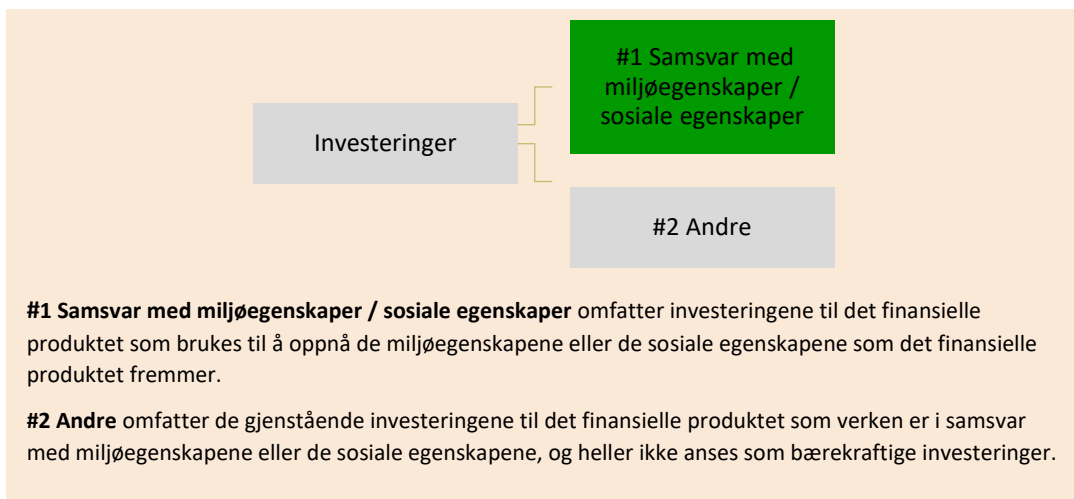 #1 Samsvar med
miljøegenskaper /
sosiale egenskaper
Investeringer
#2 Andre
#1 Samsvar med miljøegenskaper / sosiale egenskaper omfatter investeringene til det finansielle
produktet som brukes til å oppnå de miljøegenskapene eller de sosiale egenskapene som det finansielle
produktet fremmer.
#2 Andre omfatter de gjenstående investeringene til det finansielle produktet som verken er i samsvar
med miljøegenskapene eller de sosiale egenskapene, og heller ikke anses som bærekraftige investeringer.